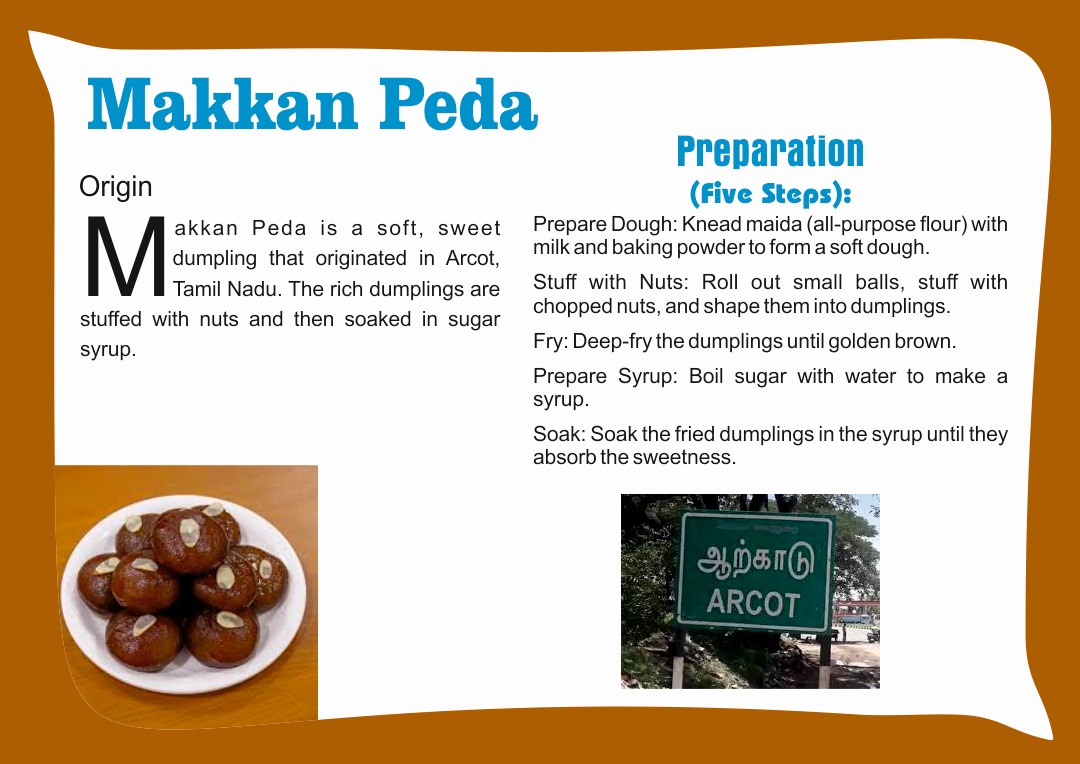 Makkan Peda
Origin
Makkan Peda is a soft, sweet
dumpling that originated in Arcot,
Tamil Nadu. The rich dumplings are
stuffed with nuts and then soaked in sugar
syrup.
Preparation
(Five Steps):
Prepare Dough: Knead maida (all-purpose flour) with
milk and baking powder to form a soft dough.
Stuff with Nuts: Roll out small balls, stuff with
chopped nuts, and shape them into dumplings.
Fry: Deep-fry the dumplings until golden brown.
Prepare Syrup: Boil sugar with water to make a
syrup.
Soak: Soak the fried dumplings in the syrup until they
absorb the sweetness.
ஆற்காடு
ARCOT